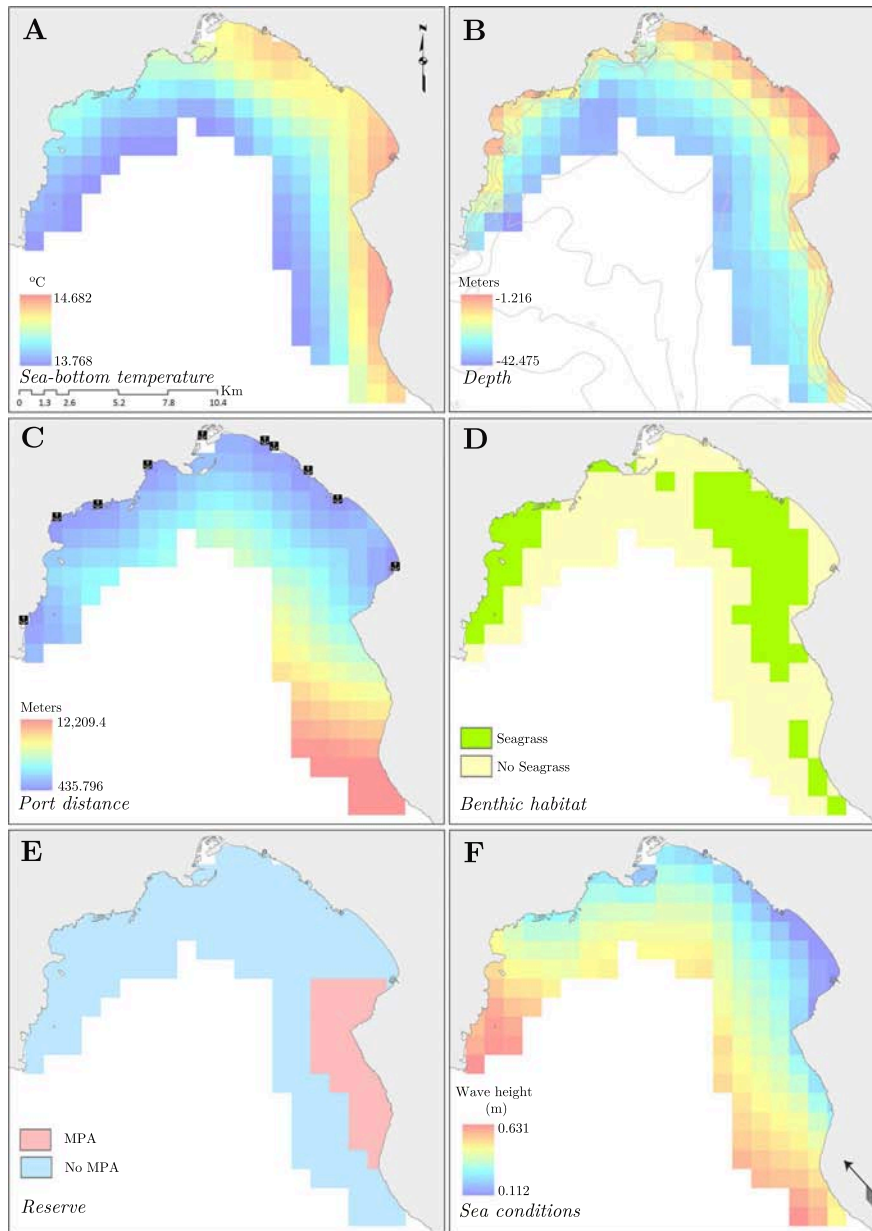 A
N
ºC
14.682
13.768
Sea-bottom temperature
Km
0 1.3 2.6 5.2 7.8 10.4
B
Meters
-1.216
-42.475
Depth
C
Meters
12,209.4
435.796
Port distance
D
Seagrass
No Seagrass
Benthic habitat
E
MPA
No MPA
Reserve
F
Wave height
(m)
0.631
0.112
Sea conditions